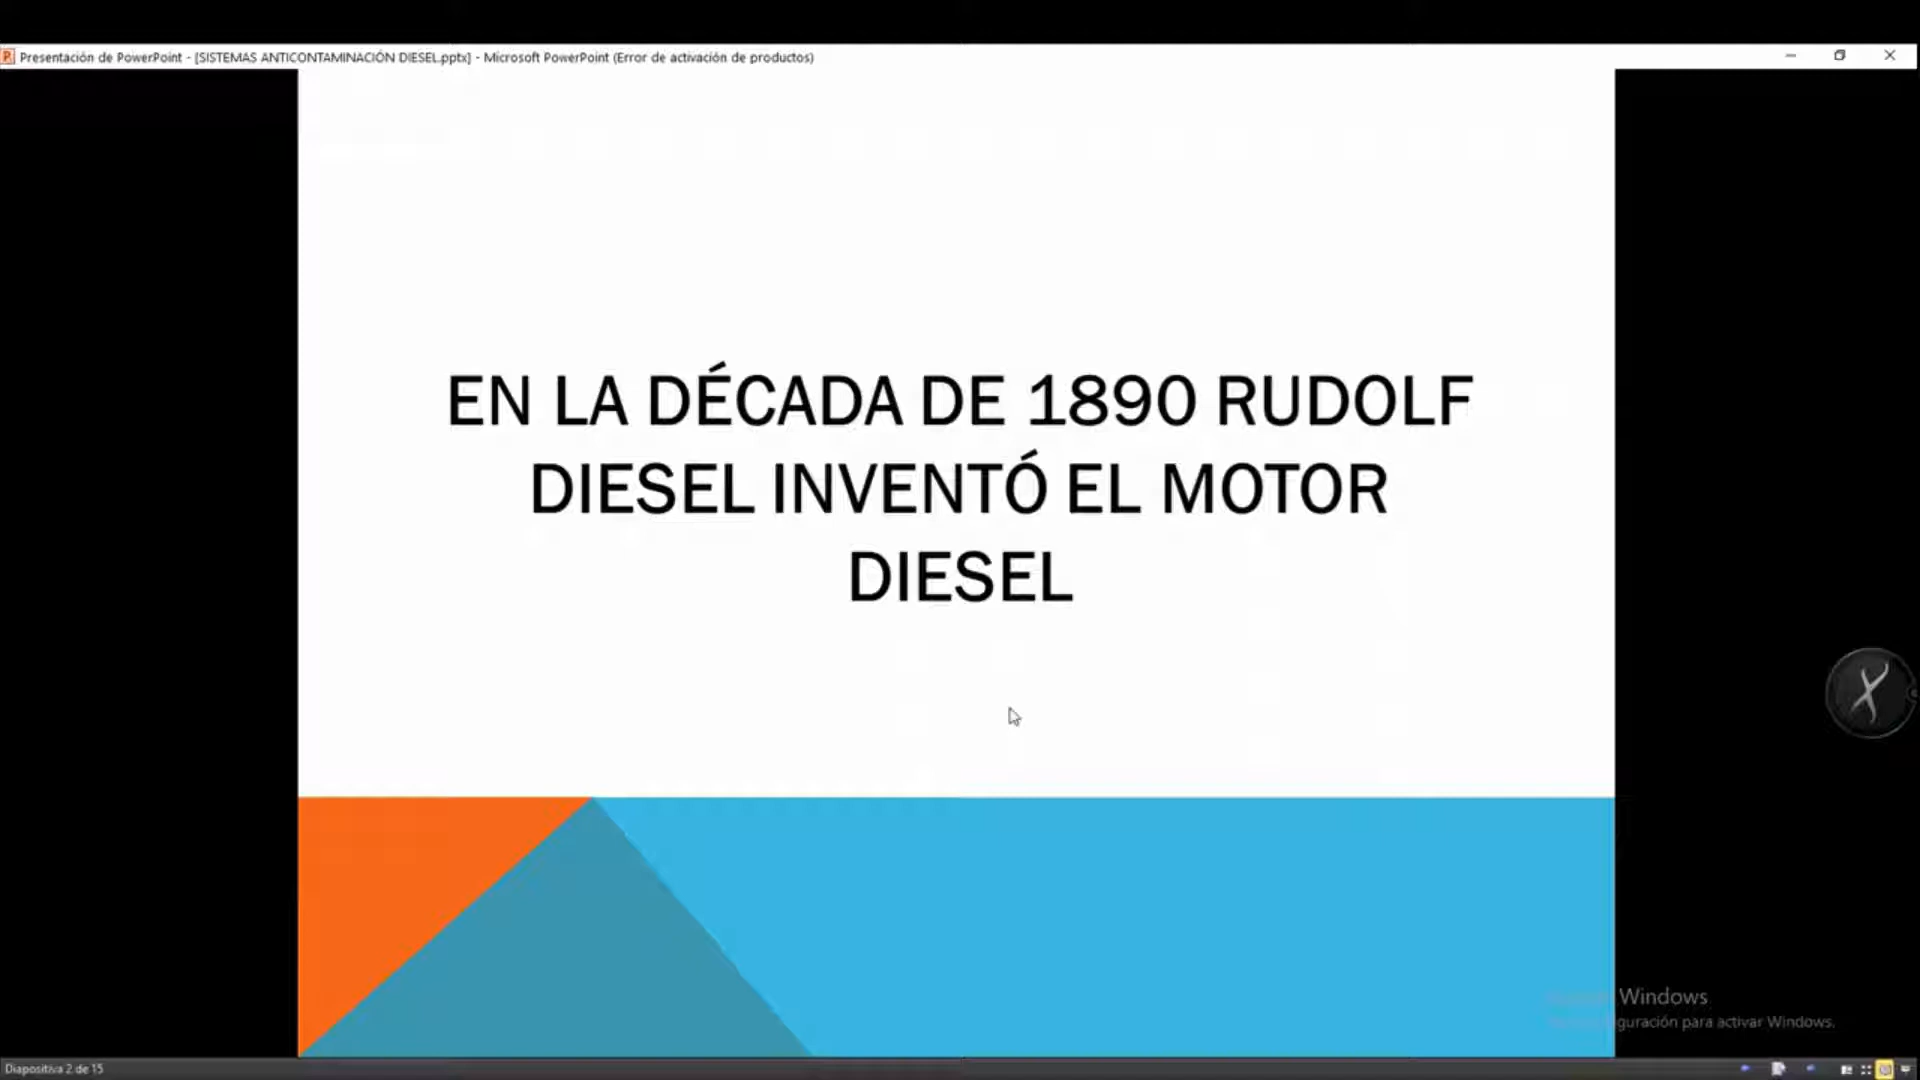 Presentación de PowerPoint - [SISTEMAS ANTICONTAMINACIÓN DIESEL.pptx] - Microsoft PowerPoint (Error de activación de productos)
EN LA DÉCADA DE 1890 RUDOLF
DIESEL INVENTÓ EL MOTOR
DIESEL
Windows
guración para activar Windows.
Diapositiva 2 de 15